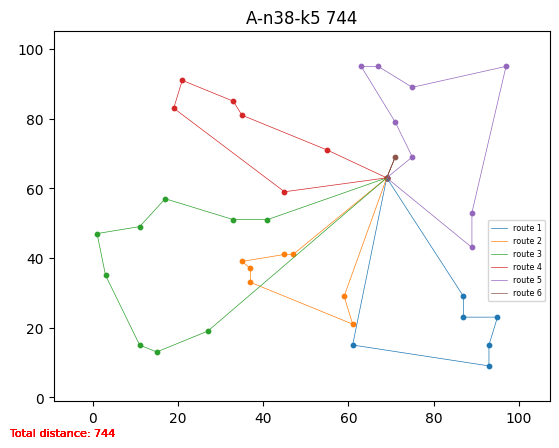 A-n38-k5 744
100
80
60
40
20
0
route 1
route 2
route 3
route 4
route 5
route 6
0 20 40 60 80 100
Total distance: 744